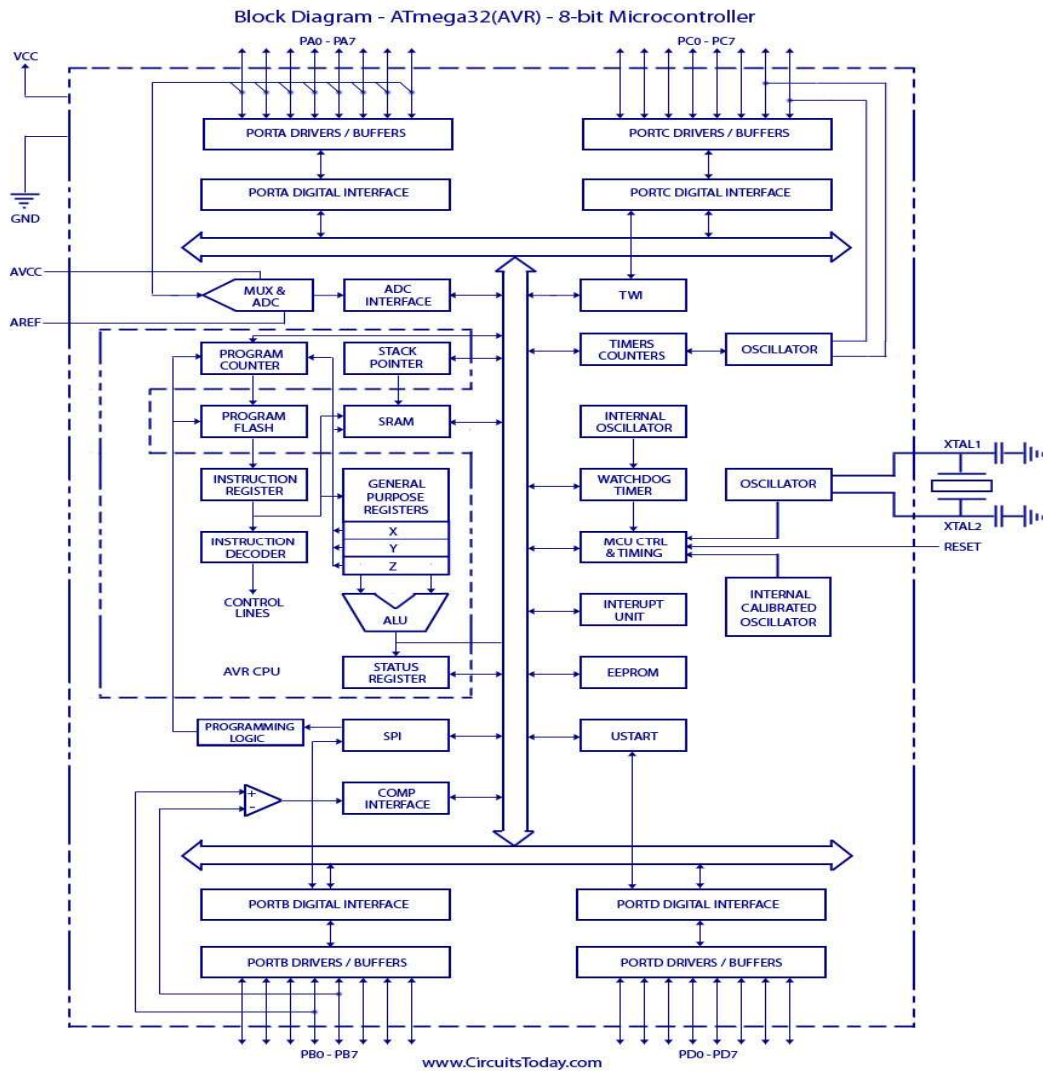 Block Diagram - ATmega32(AVR) - 8-bit Microcontroller
PA0 - PA7
PC0 - PC7
VCC
GND
PORTA DRIVERS / BUFFERS
PORTC DRIVERS / BUFFERS
PORTA DIGITAL INTERFACE
PORTC DIGITAL INTERFACE
AVCC
AREF
MUX &
ADC
ADC
INTERFACE
TWI
PROGRAM
COUNTER
STACK
POINTER
TIMERS
COUNTERS
OSCILLATOR
PROGRAM
FLASH
SRAM
INTERNAL
OSCILLATOR
XTAL1
INSTRUCTION
REGISTER
GENERAL
PURPOSE
REGISTERS
WATCHDOG
TIMER
OSCILLATOR
XTAL2
X
Y
Z
INSTRUCTION
DECODER
MCU CTRL
& TIMING
RESET
CONTROL
LINES
ALU
INTERUPT
UNIT
INTERNAL
CALIBRATED
OSCILLATOR
AVR CPU
STATUS
REGISTER
EEPROM
PROGRAMMING
LOGIC
SPI
USTART
+
-
COMP
INTERFACE
PORTB DIGITAL INTERFACE
PORTD DIGITAL INTERFACE
PORTB DRIVERS / BUFFERS
PORTD DRIVERS / BUFFERS
PB0 - PB7
PD0 - PD7
www.CircuitsToday.com